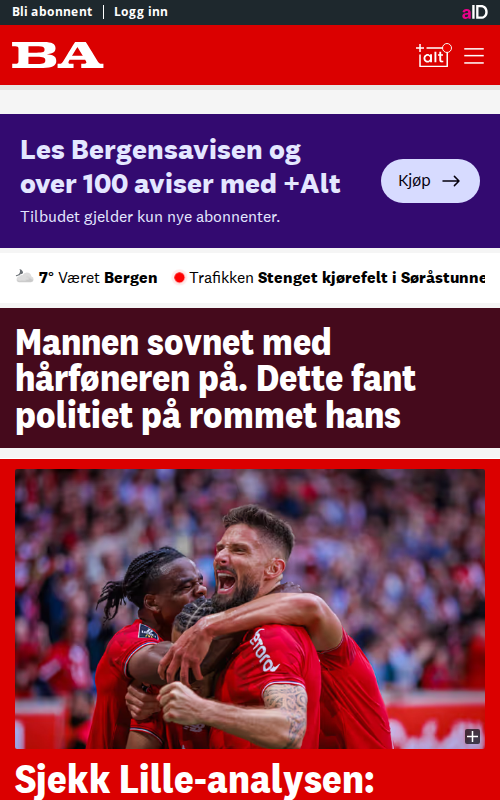 Bli abonnent | Logg inn
aID
BA
+alt
Les Bergensavisen og
over 100 aviser med +Alt
Tilbudet gjelder kun nye abonnenter.
Kjøp →
7° Været Bergen
Trafikken Stenget kjørefelt i Søråstunne
Mannen sovnet med
hårføneren på. Dette fant
politiet på rommet hans
Sjekk Lille-analysen: